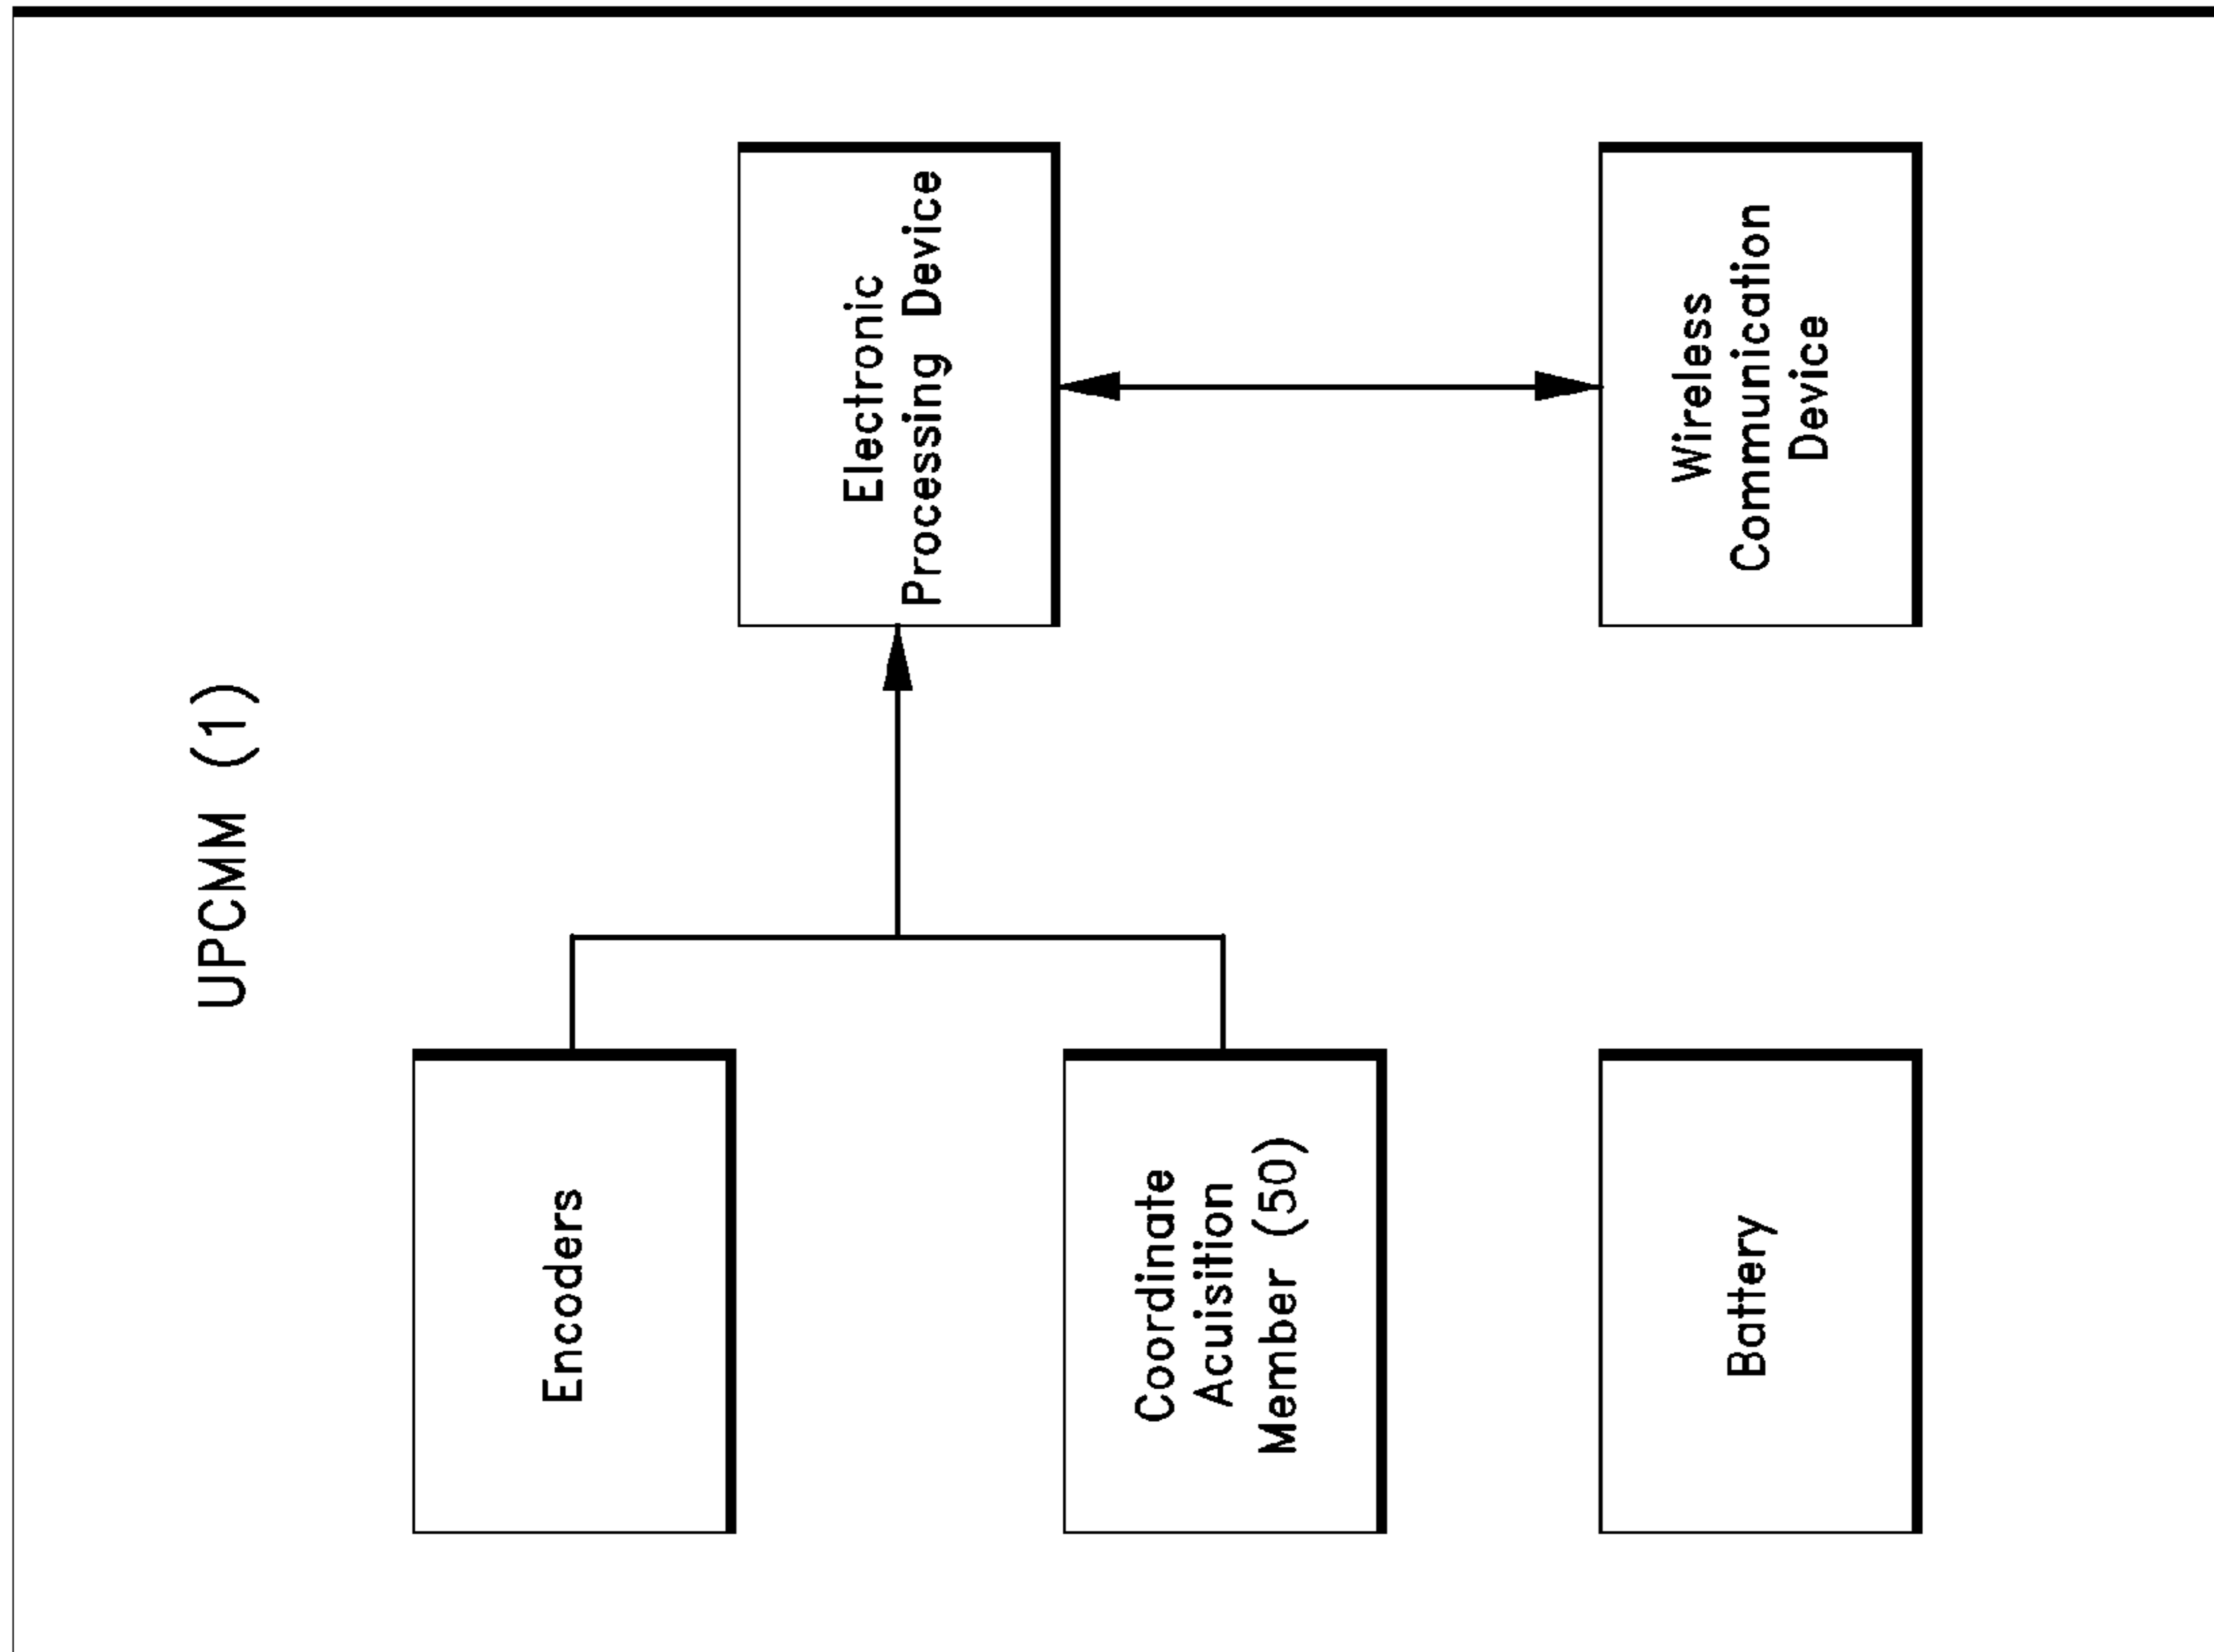 UPCMM (1)
Encoders
Electronic
Processing Device
Coordinate
Acuisition
Member (50)
Battery
Wireless
Communication
Device